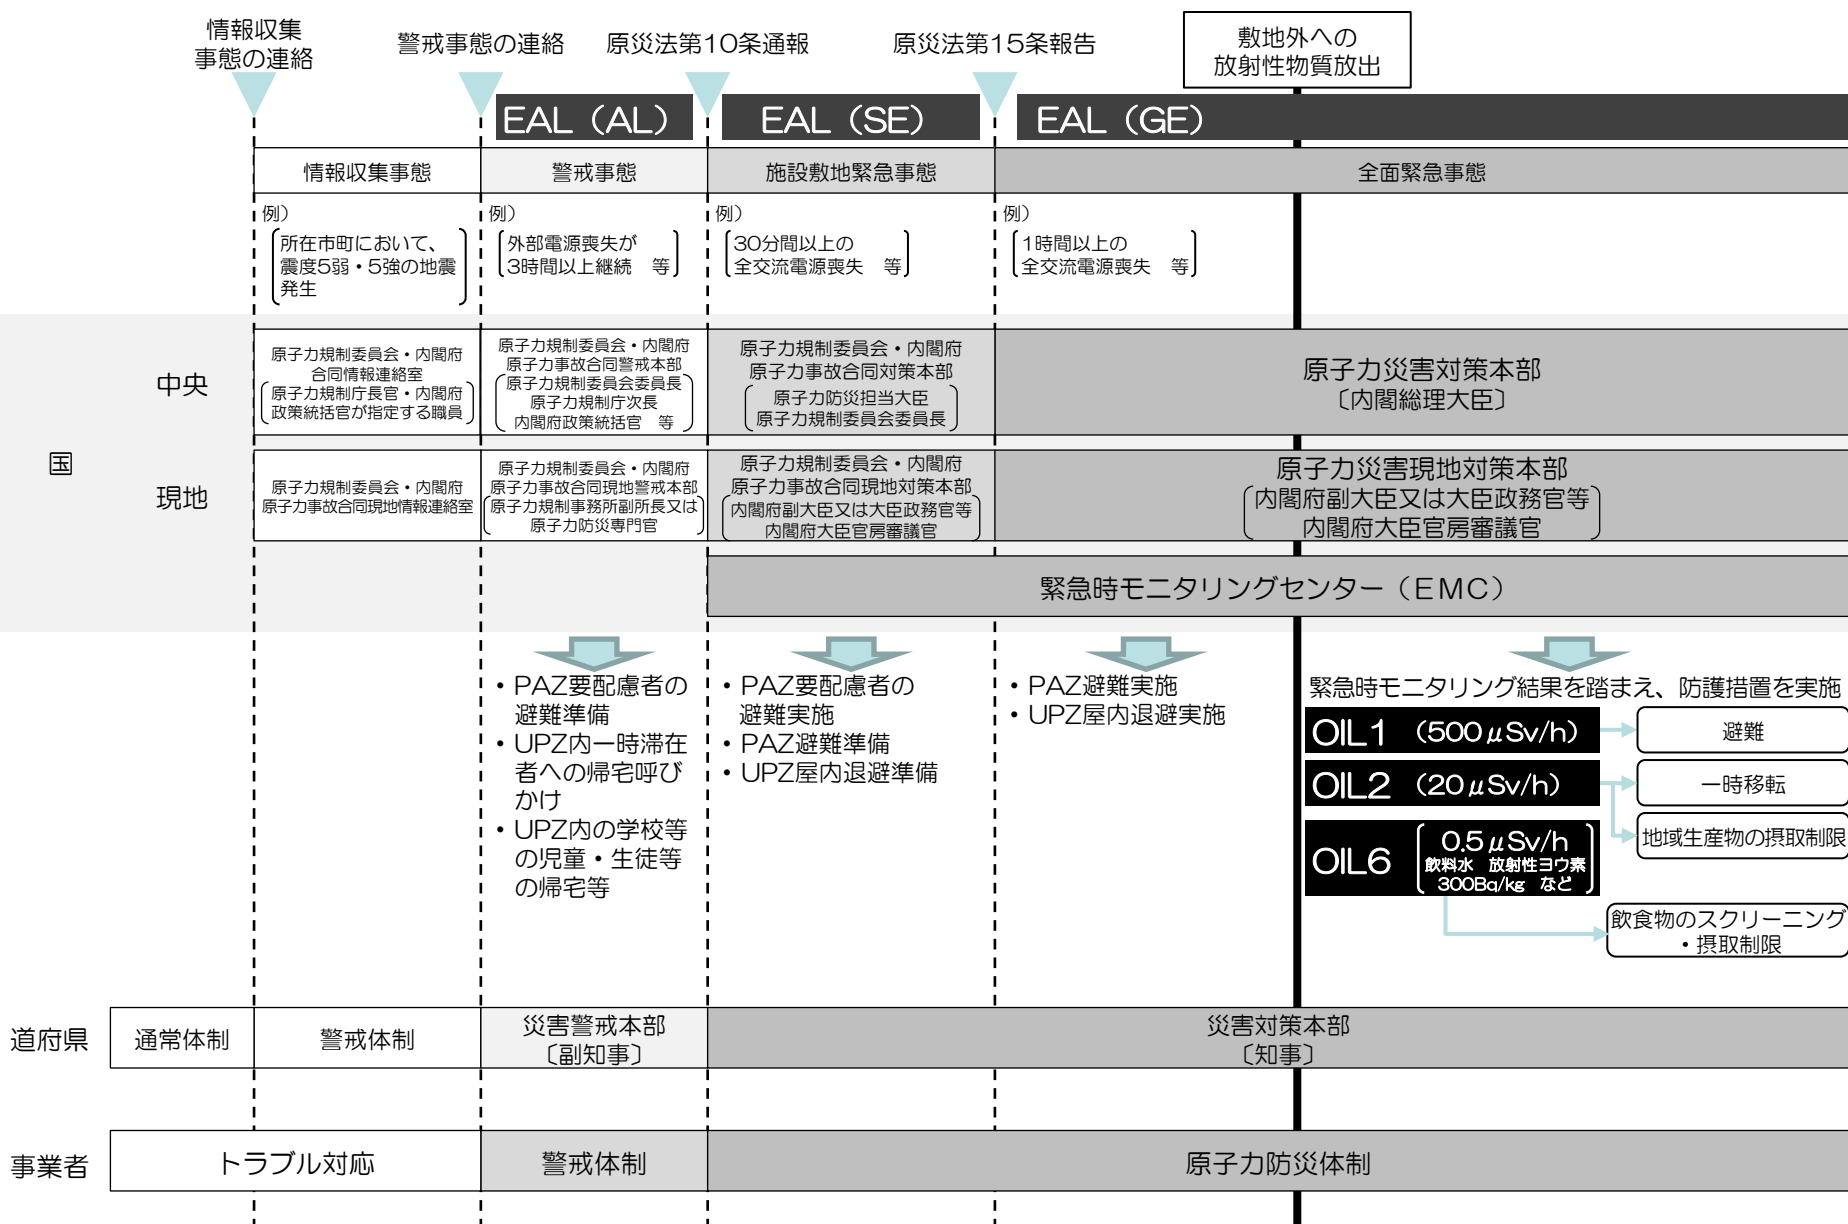 情報収集
事態の連絡
警戒事態の連絡
原災法第10条通報
原災法第15条報告
敷地外への
放射性物質放出
EAL（AL）
EAL（SE）
EAL（GE）
情報収集事態
警戒事態
施設敷地緊急事態
全面緊急事態
例）
所在市町において、
震度5弱・5強の地震
発生
例）
外部電源喪失が
3時間以上継続　等
例）
30分間以上の
全交流電源喪失　等
例）
1時間以上の
全交流電源喪失　等
国
中央
原子力規制委員会・内閣府
合同情報連絡室
原子力規制庁長官・内閣府
政策統括官が指定する職員
原子力規制委員会・内閣府
原子力事故合同警戒本部
原子力規制委員会委員長
原子力規制庁次長
内閣府政策統括官　等
原子力規制委員会・内閣府
原子力事故合同対策本部
原子力防災担当大臣
原子力規制委員会委員長
原子力災害対策本部
〔内閣総理大臣〕
現地
原子力規制委員会・内閣府
原子力事故合同現地情報連絡室
原子力規制委員会・内閣府
原子力事故合同現地警戒本部
原子力規制事務所副所長又は
原子力防災専門官
原子力規制委員会・内閣府
原子力事故合同現地対策本部
内閣府副大臣又は大臣政務官等
内閣府大臣官房審議官
原子力災害現地対策本部
内閣府副大臣又は大臣政務官等
内閣府大臣官房審議官
緊急時モニタリングセンター（EMC）
・PAZ要配慮者の
避難準備
・UPZ内一時滞在
者への帰宅呼び
かけ
・UPZ内の学校等
の児童・生徒等
の帰宅等
・PAZ要配慮者の
避難実施
・PAZ避難準備
・UPZ屋内退避準備
・PAZ避難実施
・UPZ屋内退避実施
緊急時モニタリング結果を踏まえ、防護措置を実施
OIL1（500μSv/h）
避難
OIL2（20μSv/h）
一時移転
地域生産物の摂取制限
OIL6
0.5μSv/h
飲料水　放射性ヨウ素
300Bq/kg　など
飲食物のスクリーニング
・摂取制限
道府県
通常体制
警戒体制
災害警戒本部
〔副知事〕
災害対策本部
〔知事〕
事業者
トラブル対応
警戒体制
原子力防災体制